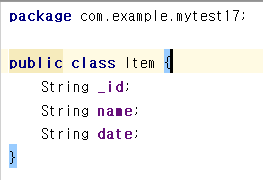 package com.example.mytest17;
public class Item {
String _id;
String name;
String date;
}